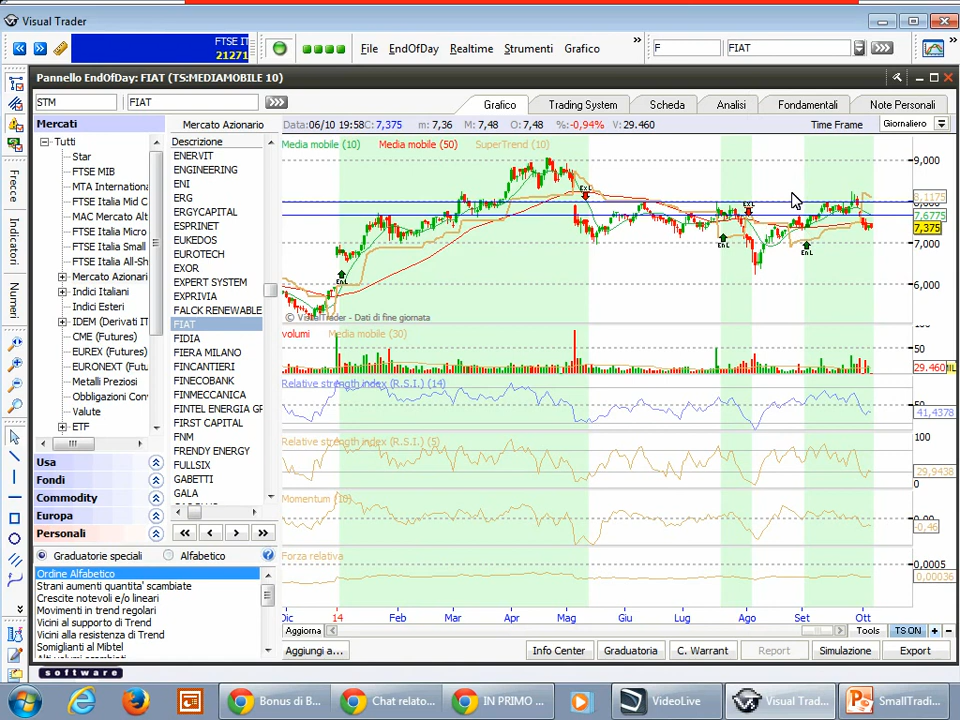 Visual Trader
FTSE IT
21271
File EndOfDay Realtime Strumenti Grafico
F
FIAT
Pannello EndOfDay: FIAT (TS:MEDIAMOBILE 10)
STM
FIAT
Grafico
Trading System
Scheda
Analisi
Fondamentali
Note Personali
Mercati
Mercato Azionario
Data:06/10 19:58 C: 7,375 m: 7,36 M: 7,48 O: 7,48 %:-0,94% V: 29.460
Time Frame
Giornaliero
Frecce
Indicatori
Numeri
Tutti
Star
FTSE MIB
MTA Internationa
FTSE Italia Mid C
MAC Mercato Alt
FTSE Italia Micro
FTSE Italia Small
FTSE Italia All-Sh
Mercato Azionari
Indici Italiani
Indici Esteri
IDEM (Derivati IT
CME (Futures)
EUREX (Futures)
EURONEXT (Futu
Metalli Preziosi
Obbligazioni Con
Valute
ETF
Descrizione
ENERVIT
ENGINEERING
ENI
ERG
ERGYCAPITAL
ESPRINET
EUKEDOS
EUROTECH
EXOR
EXPERT SYSTEM
EXPRIVIA
FALCK RENEWABLE
FIAT
FIDIA
FIERA MILANO
FINCANTIERI
FINECOBANK
FINMECCANICA
FINTEL ENERGIA GR
FIRST CAPITAL
FNM
FRENDY ENERGY
FULLSIX
GABETTI
GALA
Usa
Fondi
Commodity
Europa
Personali
Graduatorie speciali
Alfabetico
Ordine Alfabetico
Strani aumenti quantita' scambiate
Crescite notevoli e/o lineari
Movimenti in trend regolari
Vicini al supporto di Trend
Vicini alla resistenza di Trend
Somiglianti al Mibtel
Media mobile (10)
Media mobile (50)
SuperTrend (10)
9,000
8,1175
7,6775
7,375
7,000
6,000
EnL
ExL
EnL
ExL
EnL
© VisualTrader - Dati di fine giornata
volumi
Media mobile (30)
50
29.460
Relative strength index (R.S.I.) (14)
41,4378
Relative strength index (R.S.I.) (5)
100
29,9438
0
Momentum (10)
0,00
-0,46
Forza relativa
0,0005
0,00036
Dic 14 Feb Mar Apr Mag Giu Lug Ago Set Ott
Aggiorna
Tools
TS ON
Aggiungi a...
Info Center
Graduatoria
C. Warrant
Report
Simulazione
Export
software
Bonus di B...
Chat relato...
IN PRIMO ...
VideoLive
Visual Trad...
SmallTradi...